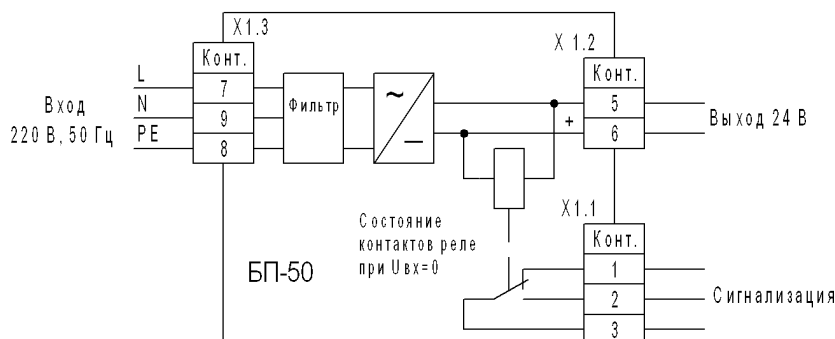 X1.3
X 1.2
Конт.
Конт.
L
7
5
N
9
Фильтр
~
+
6
PE
8
–
Вход
220 В, 50 Гц
Выход 24 В
X1.1
Состояние
контактов реле
при Uвх=0
Конт.
БП-50
1
2
Сигнализация
3